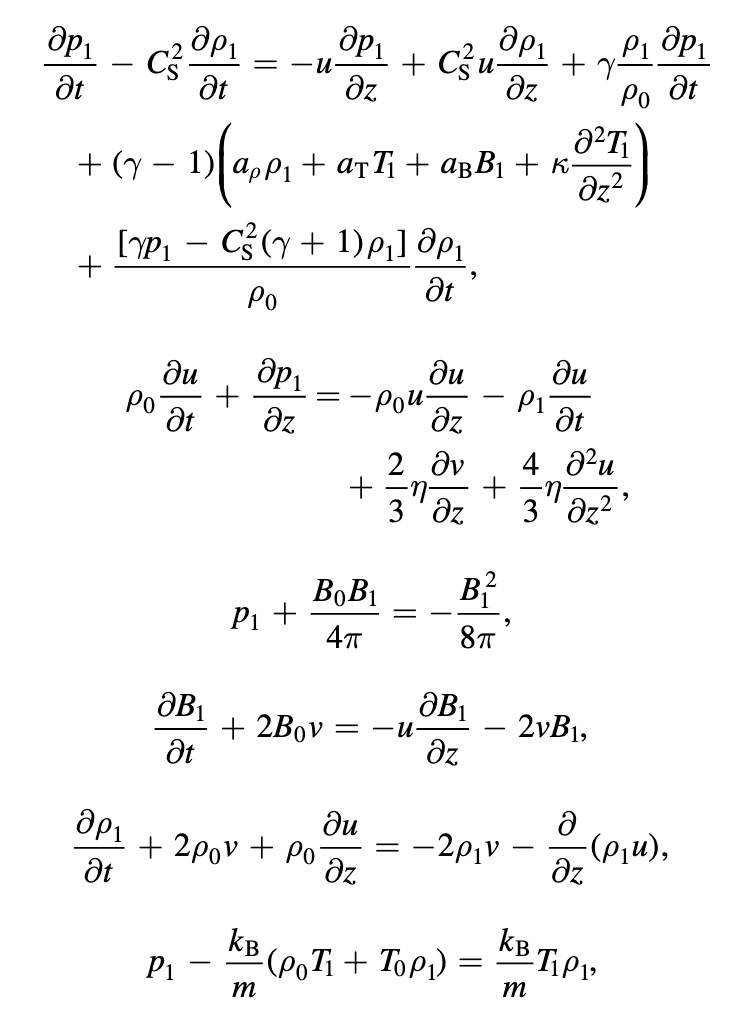 ∂p₁/∂t − C_S² ∂ρ₁/∂t = −u ∂p₁/∂z + C_S² u ∂ρ₁/∂z + γ (ρ₁/ρ₀) ∂p₁/∂t
+ (γ − 1)(a_ρ ρ₁ + a_T T₁ + a_B B₁ + κ ∂²T₁/∂z²)
+ [γp₁ − C_S²(γ + 1)ρ₁]/ρ₀ ∂ρ₁/∂t,
ρ₀ ∂u/∂t + ∂p₁/∂z = −ρ₀u ∂u/∂z − ρ₁ ∂u/∂t
+ 2/3 η ∂v/∂z + 4/3 η ∂²u/∂z²,
p₁ + B₀B₁/4π = −B₁²/8π,
∂B₁/∂t + 2B₀v = −u ∂B₁/∂z − 2vB₁,
∂ρ₁/∂t + 2ρ₀v + ρ₀ ∂u/∂z = −2ρ₁v − ∂/∂z (ρ₁u),
p₁ − k_B/m (ρ₀T₁ + T₀ρ₁) = k_B/m T₁ρ₁,